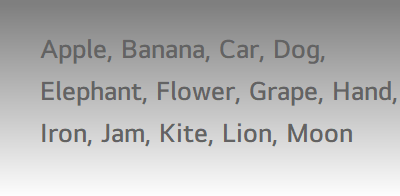 Apple, Banana, Car, Dog,
Elephant, Flower, Grape, Hand,
Iron, Jam, Kite, Lion, Moon